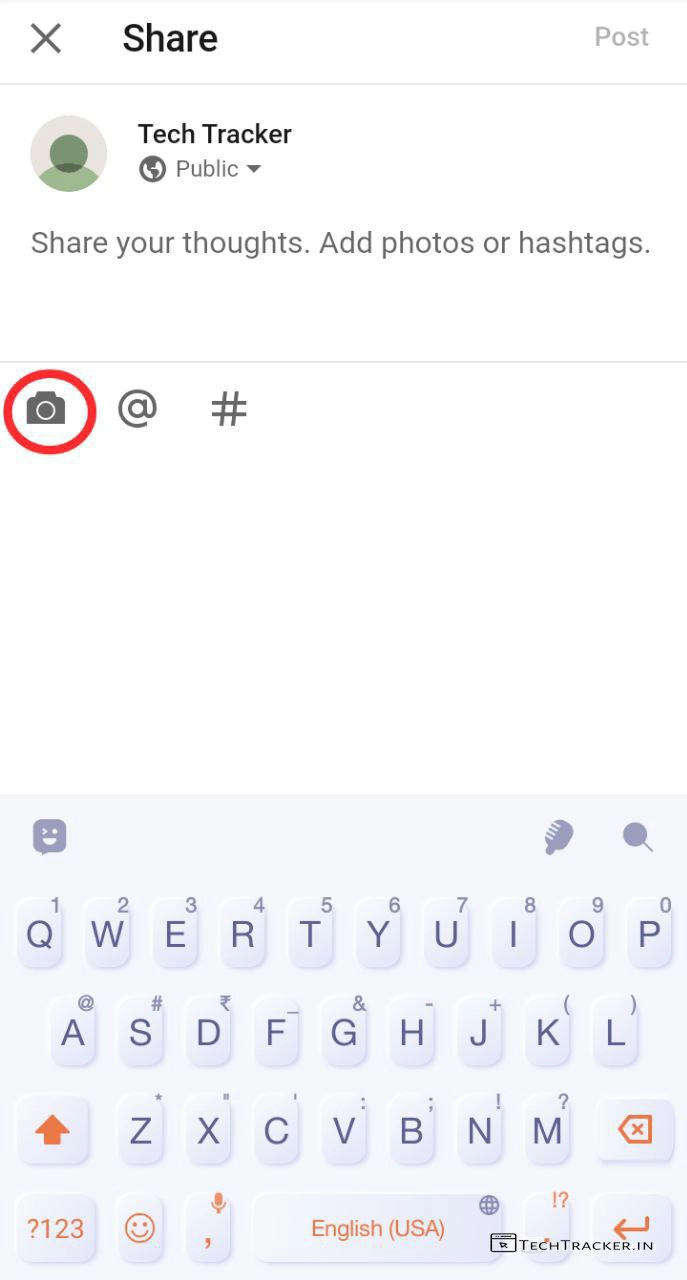 Share Post
Tech Tracker
Public
Share your thoughts. Add photos or hashtags.
@ #
1 2 3 4 5 6 7 8 9 0
Q W E R T Y U I O P
@ # ₹ _ & - + ( )
A S D F G H J K L
* " ' : ; ! ?
Z X C V B N M
!?
?123 , English (USA) .
TECHTRACKER.IN